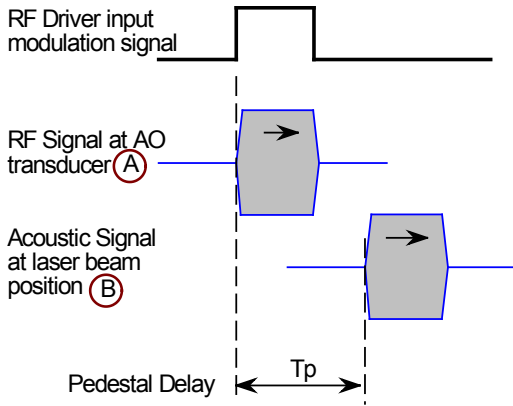 RF Driver input
modulation signal
RF Signal at AO
transducer A
Acoustic Signal
at laser beam
position B
Pedestal Delay
Tp